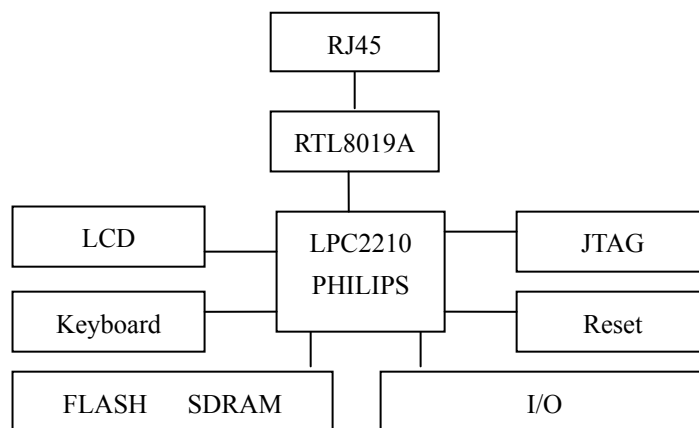 RJ45
RTL8019A
LCD
LPC2210
PHILIPS
JTAG
Keyboard
Reset
FLASH SDRAM
I/O